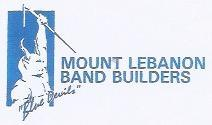 MOUNT LEBANON
BAND BUILDERS
"Blue Devils"